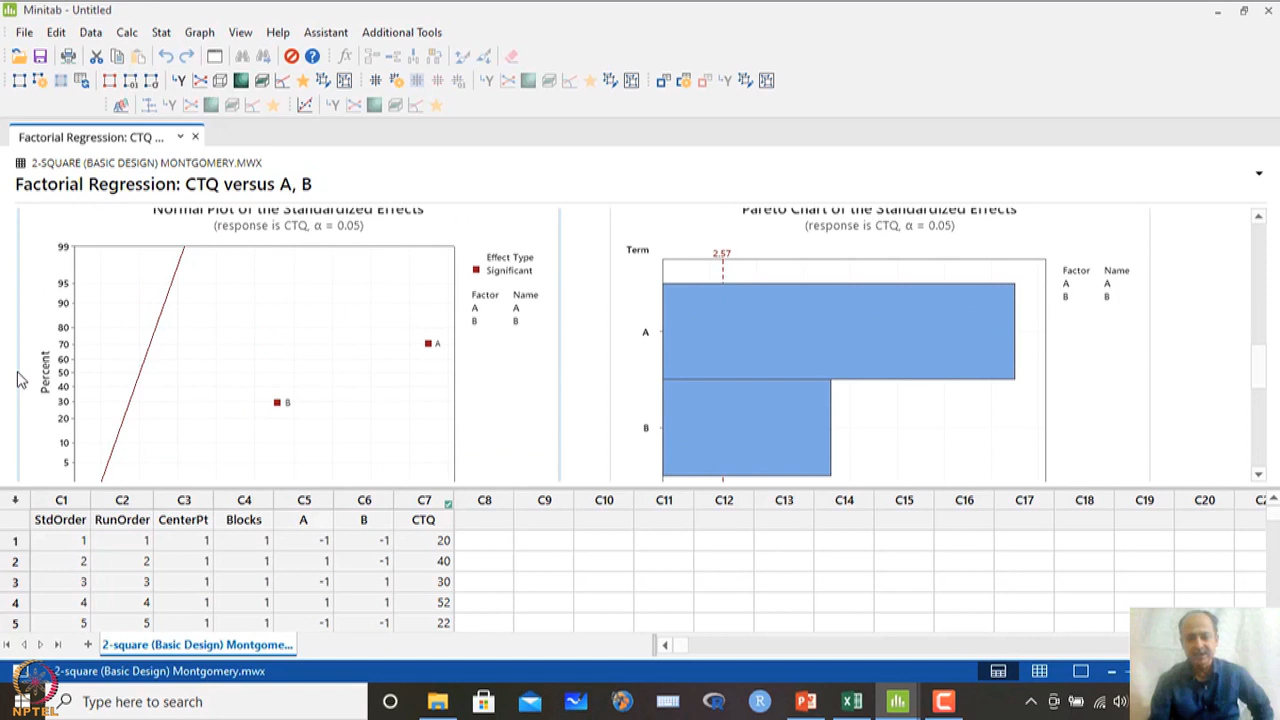 Minitab - Untitled
File Edit Data Calc Stat Graph View Help Assistant Additional Tools
Factorial Regression: CTQ ...
2-SQUARE (BASIC DESIGN) MONTGOMERY.MWX
Factorial Regression: CTQ versus A, B
Normal Plot of the Standardized Effects
(response is CTQ, α = 0.05)
99
95
90
80
70
60
50
40
30
20
10
5
Percent
A
B
Effect Type
Significant
Factor Name
A A
B B
Pareto Chart of the Standardized Effects
(response is CTQ, α = 0.05)
Term
2.57
A
B
Factor Name
A A
B B
C1 C2 C3 C4 C5 C6 C7 C8 C9 C10 C11 C12 C13 C14 C15 C16 C17 C18 C19 C20
StdOrder RunOrder CenterPt Blocks A B CTQ
1 1 1 1 1 -1 -1 20
2 2 2 1 1 1 -1 40
3 3 3 1 1 -1 1 30
4 4 4 1 1 1 1 52
5 5 5 1 1 -1 -1 22
2-square (Basic Design) Montgome...
2-square (Basic Design) Montgomery.mwx
Type here to search
NPTEL